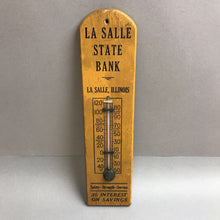 LA SALLE
STATE
BANK
LA SALLE, ILLINOIS
Safety-Strength-Service
3% INTEREST
ON SAVINGS